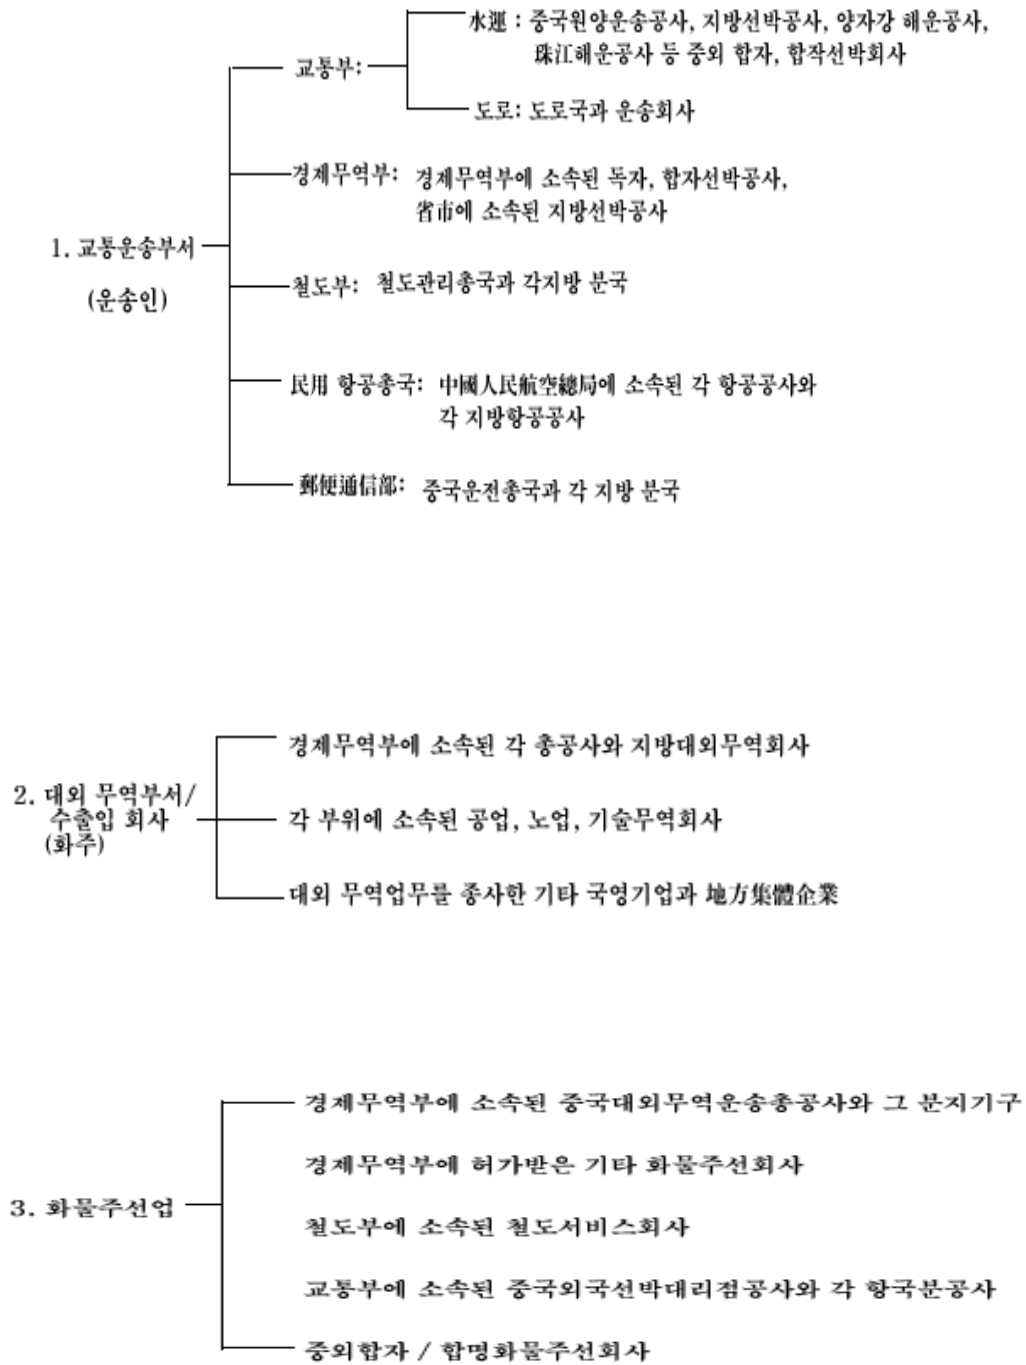 水運 : 중국원양운송공사, 지방선박공사, 양자강 해운공사,
珠江해운공사 등 중외 합자, 합작선박회사
교통부:
도로: 도로국과 운송회사
경제무역부: 경제무역부에 소속된 독자, 합자선박공사,
省市에 소속된 지방선박공사
1. 교통운송부서
(운송인)
철도부: 철도관리총국과 각지방 분국
民用 항공총국: 中國人民航空總局에 소속된 각 항공공사와
각 지방항공공사
郵便通信部: 중국운전총국과 각 지방 분국
경제무역부에 소속된 각 총공사와 지방대외무역회사
2. 대외 무역부서/
수출입 회사
(화주)
각 부위에 소속된 공업, 노업, 기술무역회사
대외 무역업무를 종사한 기타 국영기업과 地方集體企業
경제무역부에 소속된 중국대외무역운송총공사와 그 분지기구
경제무역부에 허가받은 기타 화물주선회사
3. 화물주선업
철도부에 소속된 철도서비스회사
교통부에 소속된 중국외국선박대리점공사와 각 항국분공사
중외합자 / 합명화물주선회사